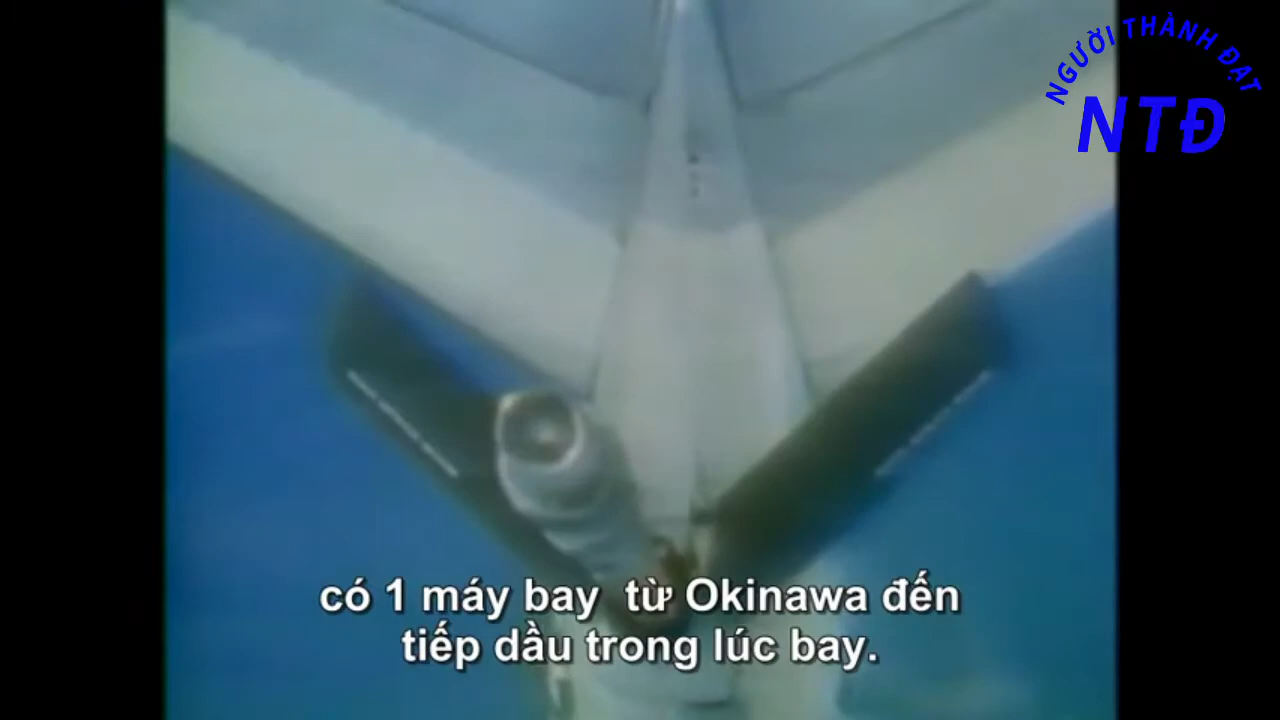 NGƯỜI THÀNH ĐẠT
NTĐ
có 1 máy bay  từ Okinawa đến
tiếp dầu trong lúc bay.